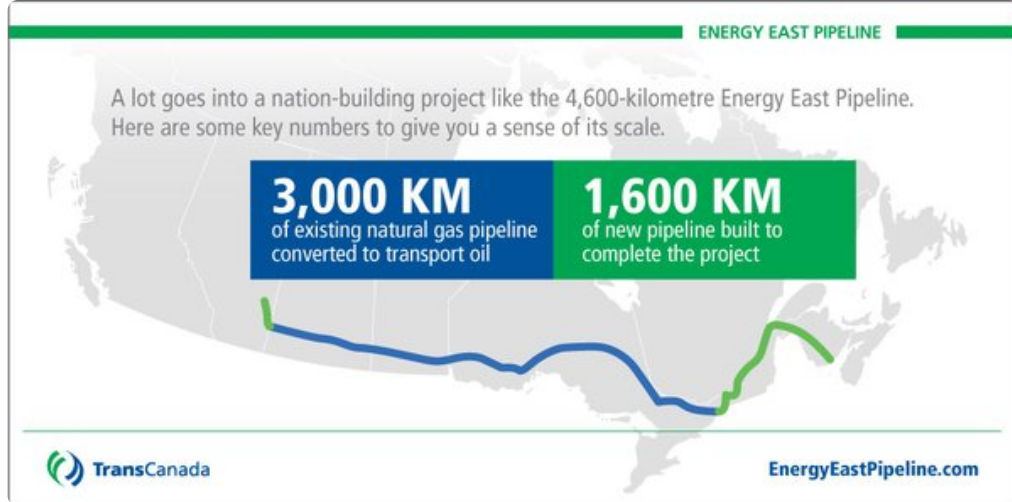 ENERGY EAST PIPELINE
A lot goes into a nation-building project like the 4,600-kilometre Energy East Pipeline.
Here are some key numbers to give you a sense of its scale.
3,000 KM
of existing natural gas pipeline
converted to transport oil
1,600 KM
of new pipeline built to
complete the project
TransCanada
EnergyEastPipeline.com